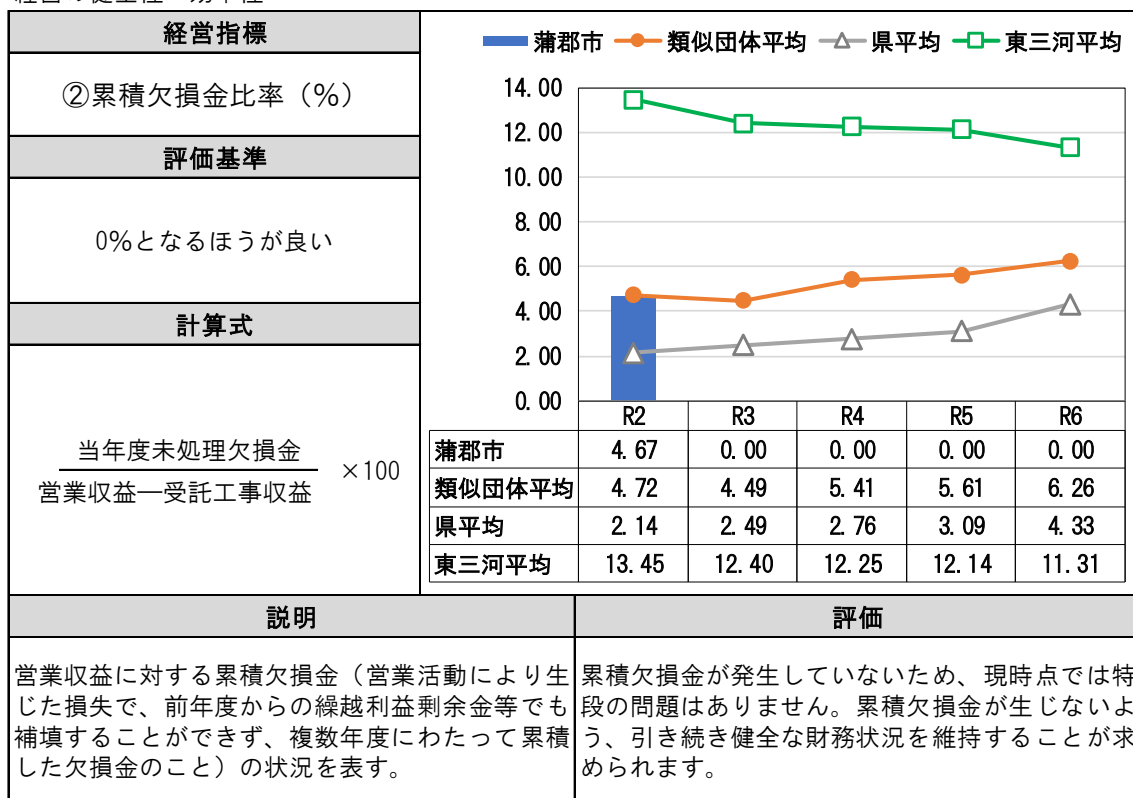 経営指標
②累積欠損金比率（%）
評価基準
0%となるほうが良い
計算式
当年度未処理欠損金
営業収益―受託工事収益
×100
蒲郡市 類似団体平均 県平均 東三河平均
14.00
12.00
10.00
8.00
6.00
4.00
2.00
0.00
R2 R3 R4 R5 R6
蒲郡市 4.67 0.00 0.00 0.00 0.00
類似団体平均 4.72 4.49 5.41 5.61 6.26
県平均 2.14 2.49 2.76 3.09 4.33
東三河平均 13.45 12.40 12.25 12.14 11.31
説明
営業収益に対する累積欠損金（営業活動により生
じた損失で、前年度からの繰越利益剰余金等でも
補填することができず、複数年度にわたって累積
した欠損金のこと）の状況を表す。
評価
累積欠損金が発生していないため、現時点では特
段の問題はありません。累積欠損金が生じないよ
う、引き続き健全な財務状況を維持することが求
められます。